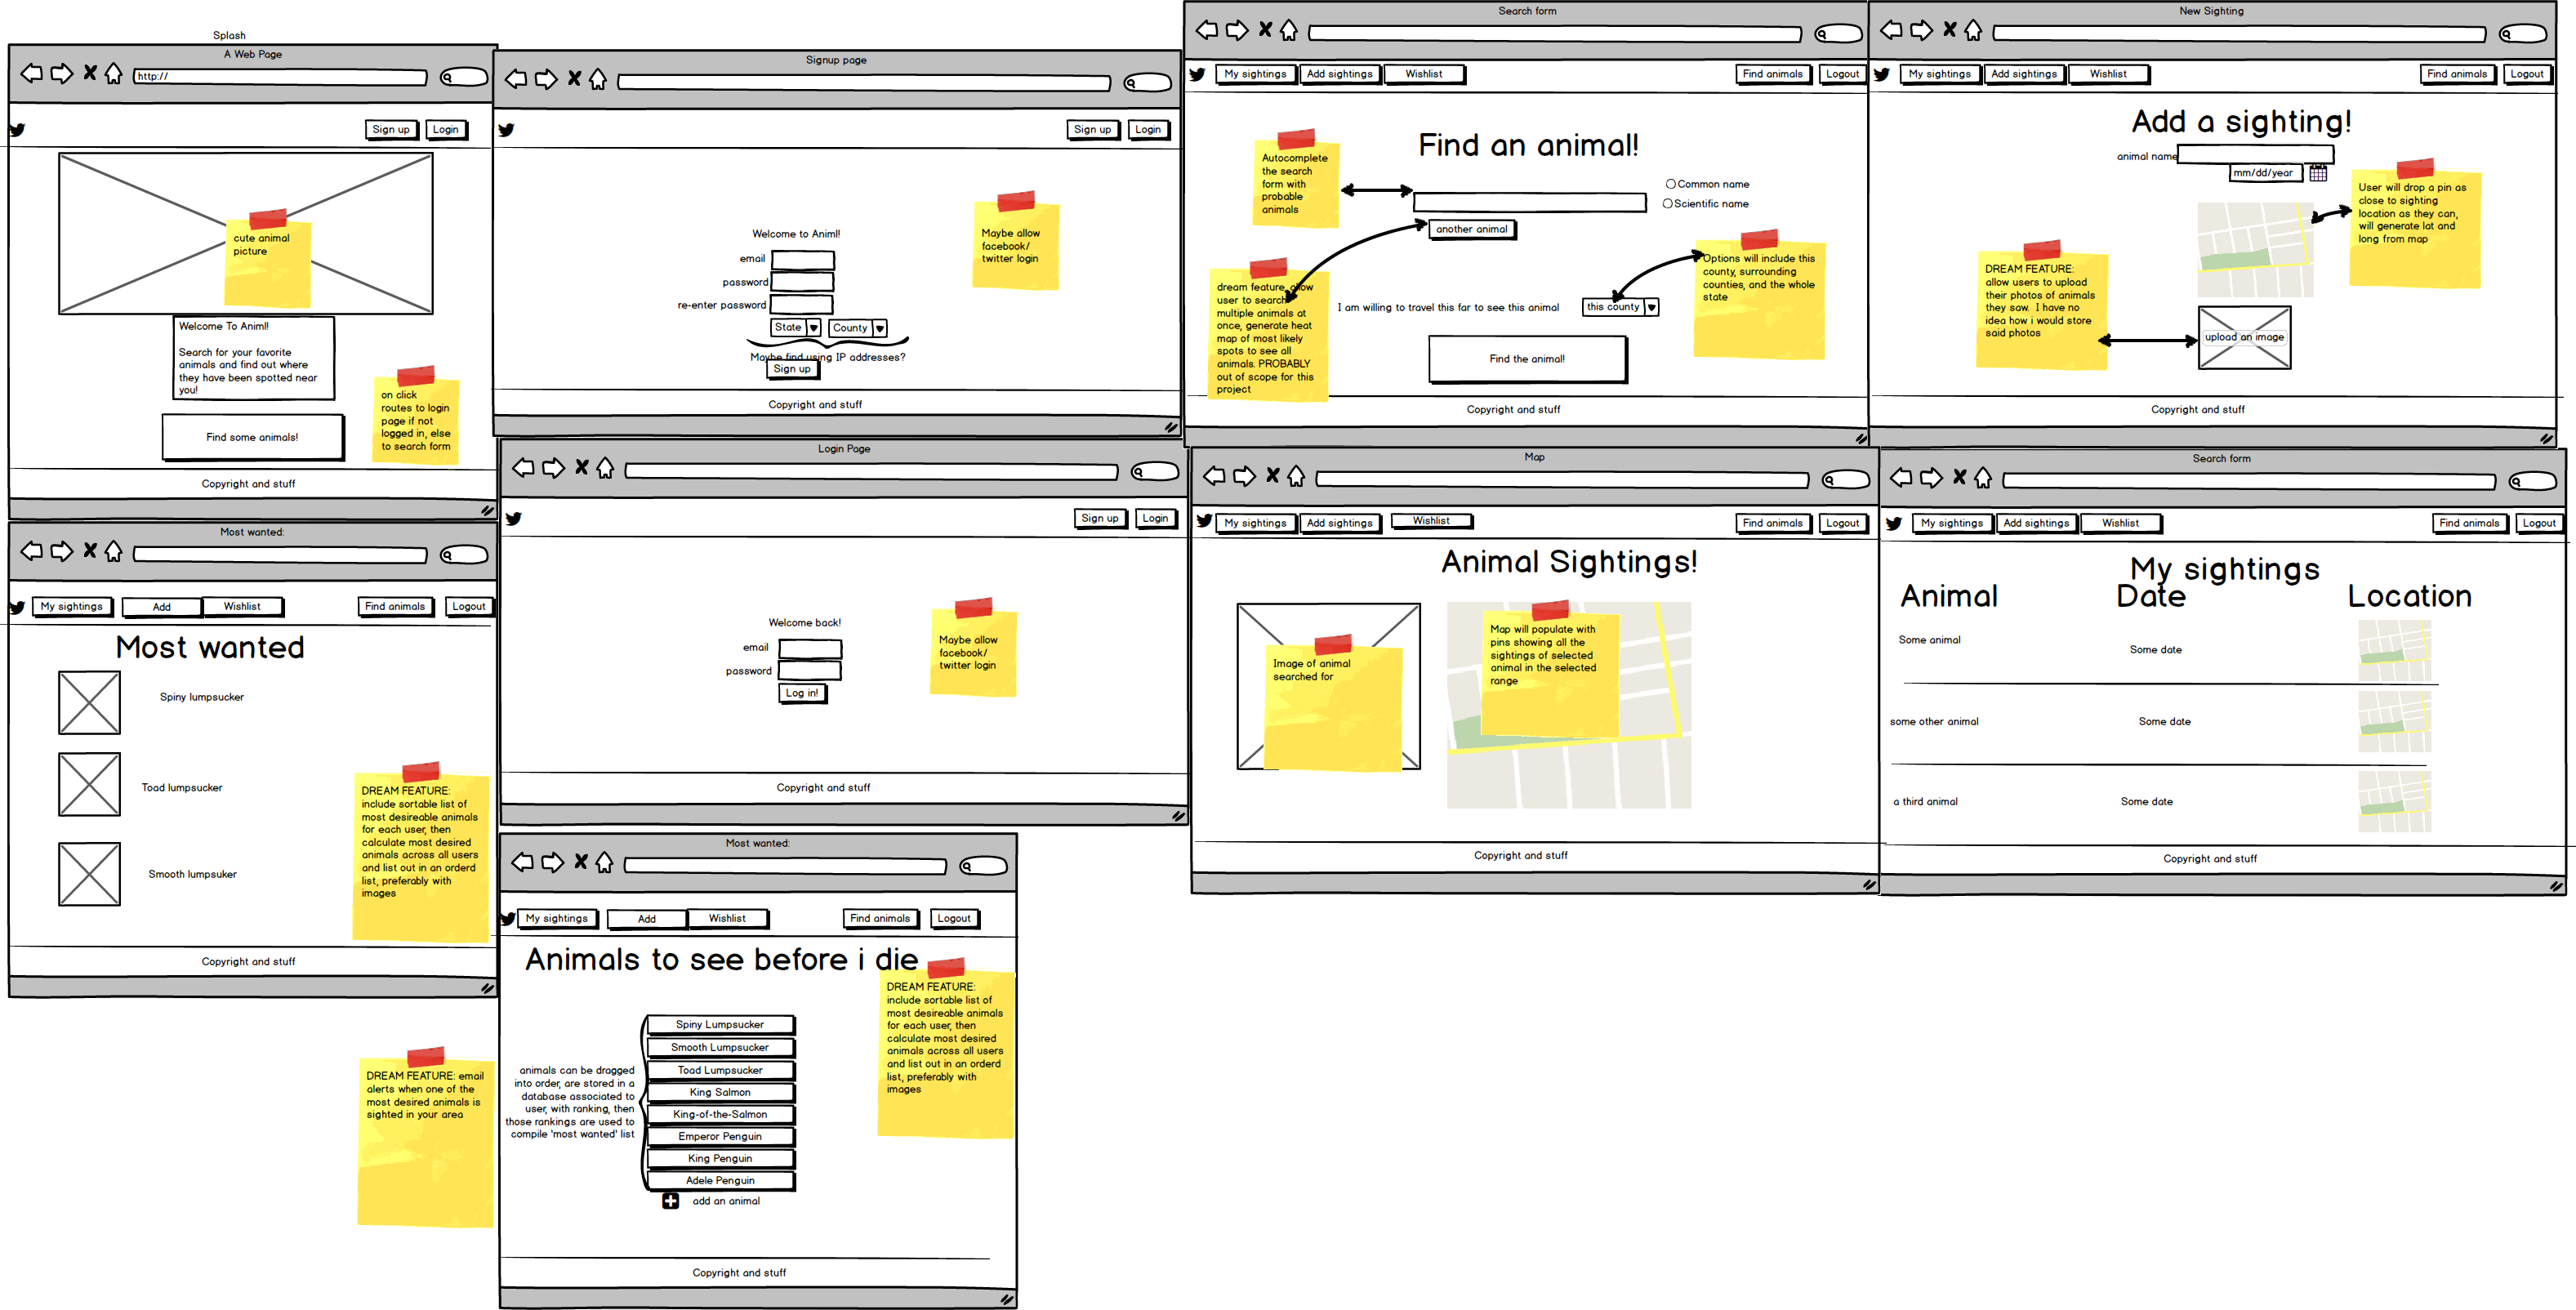 Splash
A Web Page
http://
Sign up
Login
cute animal
picture
Welcome To Animl!
Search for your favorite
animals and find out where
they have been spotted near
you!
Find some animals!
on click
routes to login
page if not
logged in, else
to search form
Copyright and stuff
Signup page
Sign up
Login
Welcome to Animl!
email
password
re-enter password
State
County
Maybe find using IP addresses?
Sign up
Maybe allow
facebook/
twitter login
Copyright and stuff
Search form
My sightings
Add sightings
Wishlist
Find animals
Logout
Find an animal!
Autocomplete
the search
form with
probable
animals
Common name
Scientific name
another animal
dream feature, allow
user to search
multiple animals at
once, generate heat
map of most likely
spots to see all
animals. PROBABLY
out of scope for this
project
I am willing to travel this far to see this animal
this county
Options will include this
county, surrounding
counties, and the whole
state
Find the animal!
Copyright and stuff
New Sighting
My sightings
Add sightings
Wishlist
Find animals
Logout
Add a sighting!
animal name
mm/dd/year
User will drop a pin as
close to sighting
location as they can,
will generate lat and
long from map
DREAM FEATURE:
allow users to upload
their photos of animals
they saw. I have no
idea how i would store
said photos
upload an image
Copyright and stuff
Most wanted:
My sightings
Add
Wishlist
Find animals
Logout
Most wanted
Spiny lumpsucker
Toad lumpsucker
Smooth lumpsuker
DREAM FEATURE:
include sortable list of
most desireable animals
for each user, then
calculate most desired
animals across all users
and list out in an orderd
list, preferably with
images
Copyright and stuff
Login Page
Sign up
Login
Welcome back!
email
password
Log in!
Maybe allow
facebook/
twitter login
Copyright and stuff
Map
My sightings
Add sightings
Wishlist
Find animals
Logout
Animal Sightings!
Image of animal
searched for
Map will populate with
pins showing all the
sightings of selected
animal in the selected
range
Copyright and stuff
Search form
My sightings
Add sightings
Wishlist
Find animals
Logout
My sightings
Animal
Date
Location
Some animal
Some date
some other animal
Some date
a third animal
Some date
Copyright and stuff
Most wanted:
My sightings
Add
Wishlist
Find animals
Logout
Animals to see before i die
DREAM FEATURE:
include sortable list of
most desireable animals
for each user, then
calculate most desired
animals across all users
and list out in an orderd
list, preferably with
images
animals can be dragged
into order, are stored in a
database associated to
user, with ranking, then
those rankings are used to
compile 'most wanted' list
Spiny Lumpsucker
Smooth Lumpsucker
Toad Lumpsucker
King Salmon
King-of-the-Salmon
Emperor Penguin
King Penguin
Adele Penguin
add an animal
Copyright and stuff
DREAM FEATURE: email
alerts when one of the
most desired animals is
sighted in your area